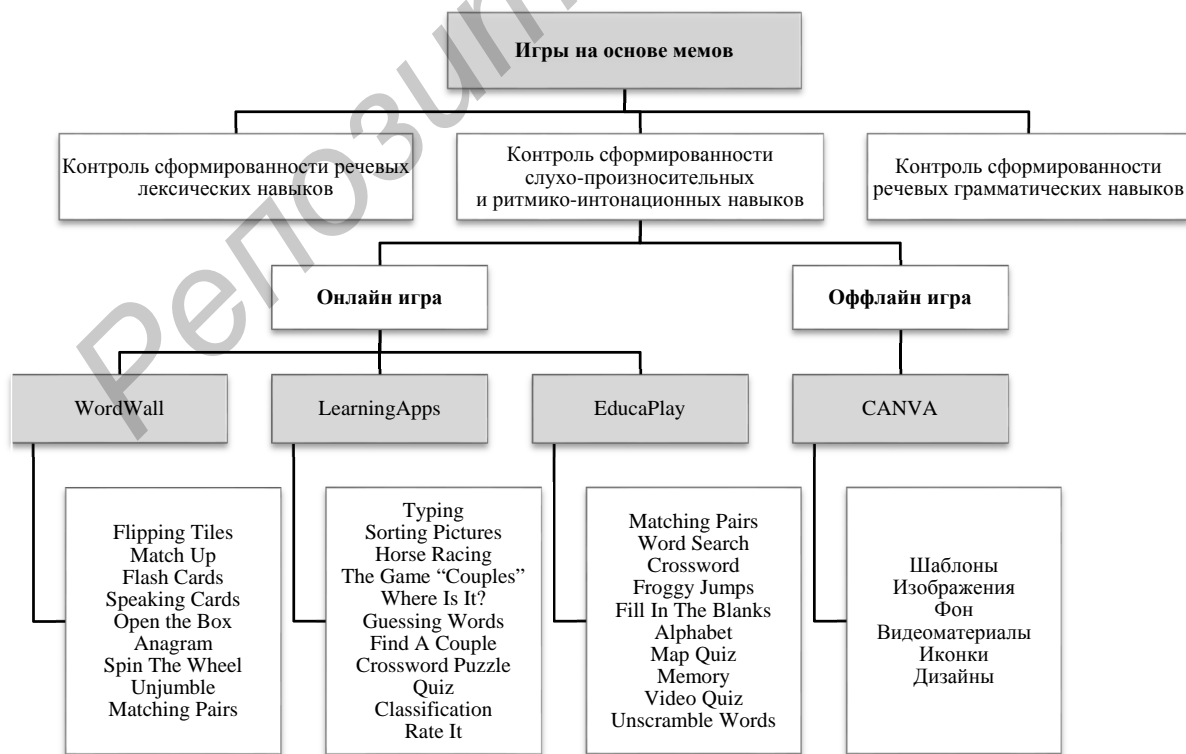 Игры на основе мемов
Контроль сформированности речевых
лексических навыков
Контроль сформированности
слухо-произносительных
и ритмико-интонационных навыков
Контроль сформированности
речевых грамматических навыков
Онлайн игра
Оффлайн игра
WordWall
LearningApps
EducaPlay
CANVA
Flipping Tiles
Match Up
Flash Cards
Speaking Cards
Open the Box
Anagram
Spin The Wheel
Unjumble
Matching Pairs
Typing
Sorting Pictures
Horse Racing
The Game “Couples”
Where Is It?
Guessing Words
Find A Couple
Crossword Puzzle
Quiz
Classification
Rate It
Matching Pairs
Word Search
Crossword
Froggy Jumps
Fill In The Blanks
Alphabet
Map Quiz
Memory
Video Quiz
Unscramble Words
Шаблоны
Изображения
Фон
Видеоматериалы
Иконки
Дизайны